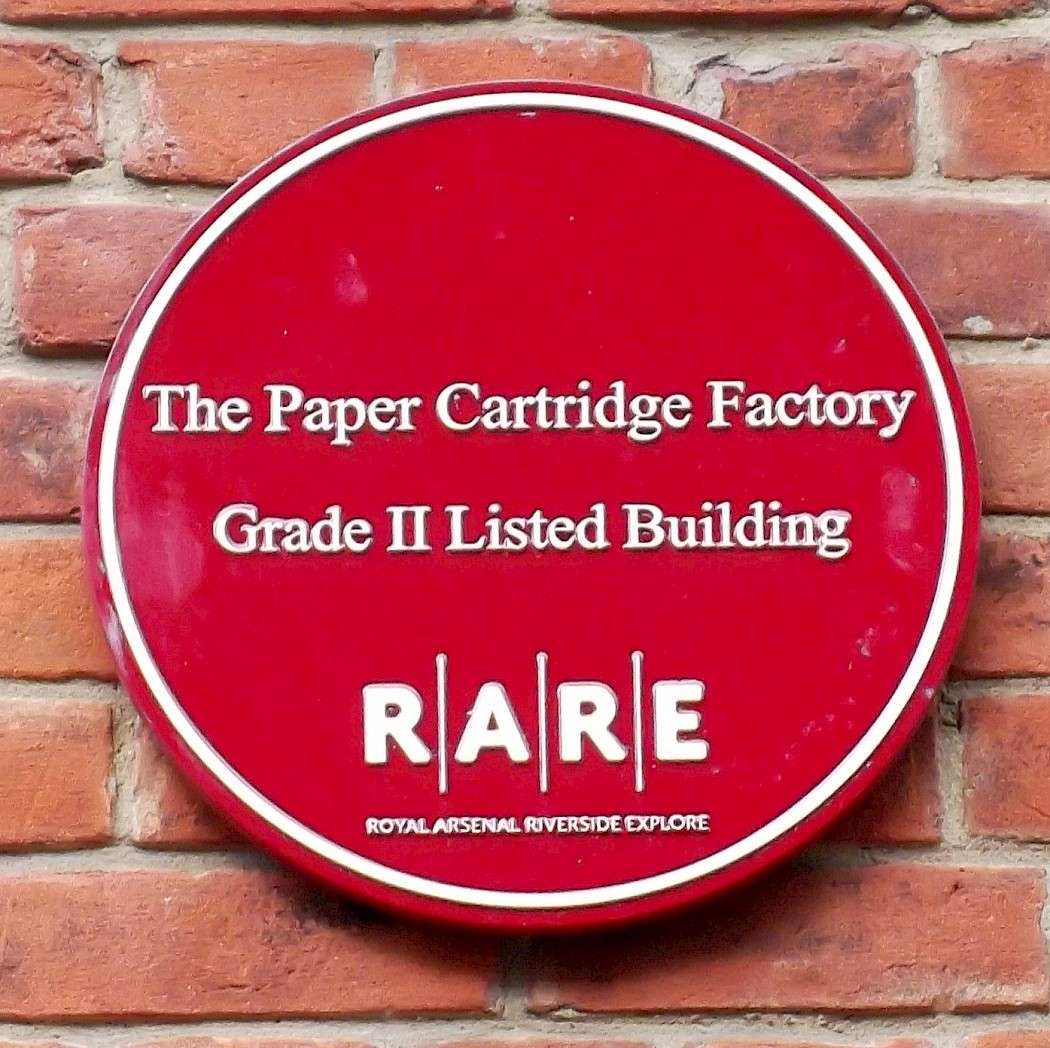 The Paper Cartridge Factory
Grade II Listed Building
R|A|R|E
ROYAL ARSENAL RIVERSIDE EXPLORE